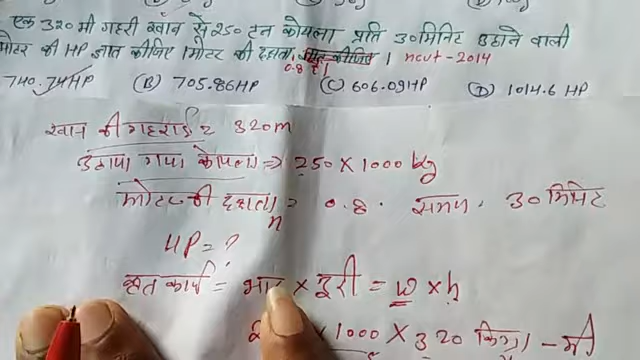 एक 320 मी गहरी खान से 250 टन कोयला प्रति 30 मिनिट उठाने वाली
मोटर की HP ज्ञात कीजिए । मोटर की दक्षता 0.8 है। ncvt-2014
740.74HP (B) 705.86HP (C) 606.09HP (D) 1014.6 HP
खान की गहराई = 320m
उठाया गया कोयला => 250 X 1000 kg
मोटर की दक्षता n = 0.8. समय. 30 मिनिट
HP = ?
कृत कार्य = भार × दूरी = w × h
1000 X 320 किग्रा - मी